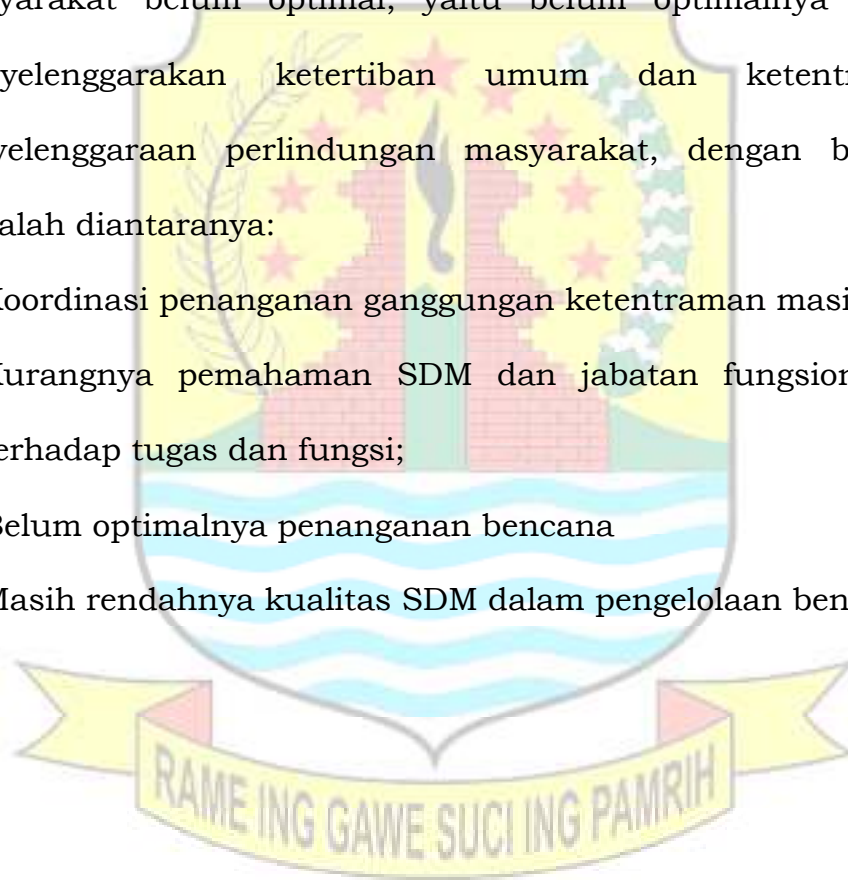 syarakat belum optimal, yaitu belum optimalnya
yelenggarakan ketertiban umum dan ketentr
yelenggaraan perlindungan masyarakat, dengan b
alah diantaranya:
Koordinasi penanganan ganggungan ketentraman masi
Kurangnya pemahaman SDM dan jabatan fungsion
erhadap tugas dan fungsi;
Belum optimalnya penanganan bencana
Masih rendahnya kualitas SDM dalam pengelolaan ben
RAME ING GAWE SUCI ING PAMRIH